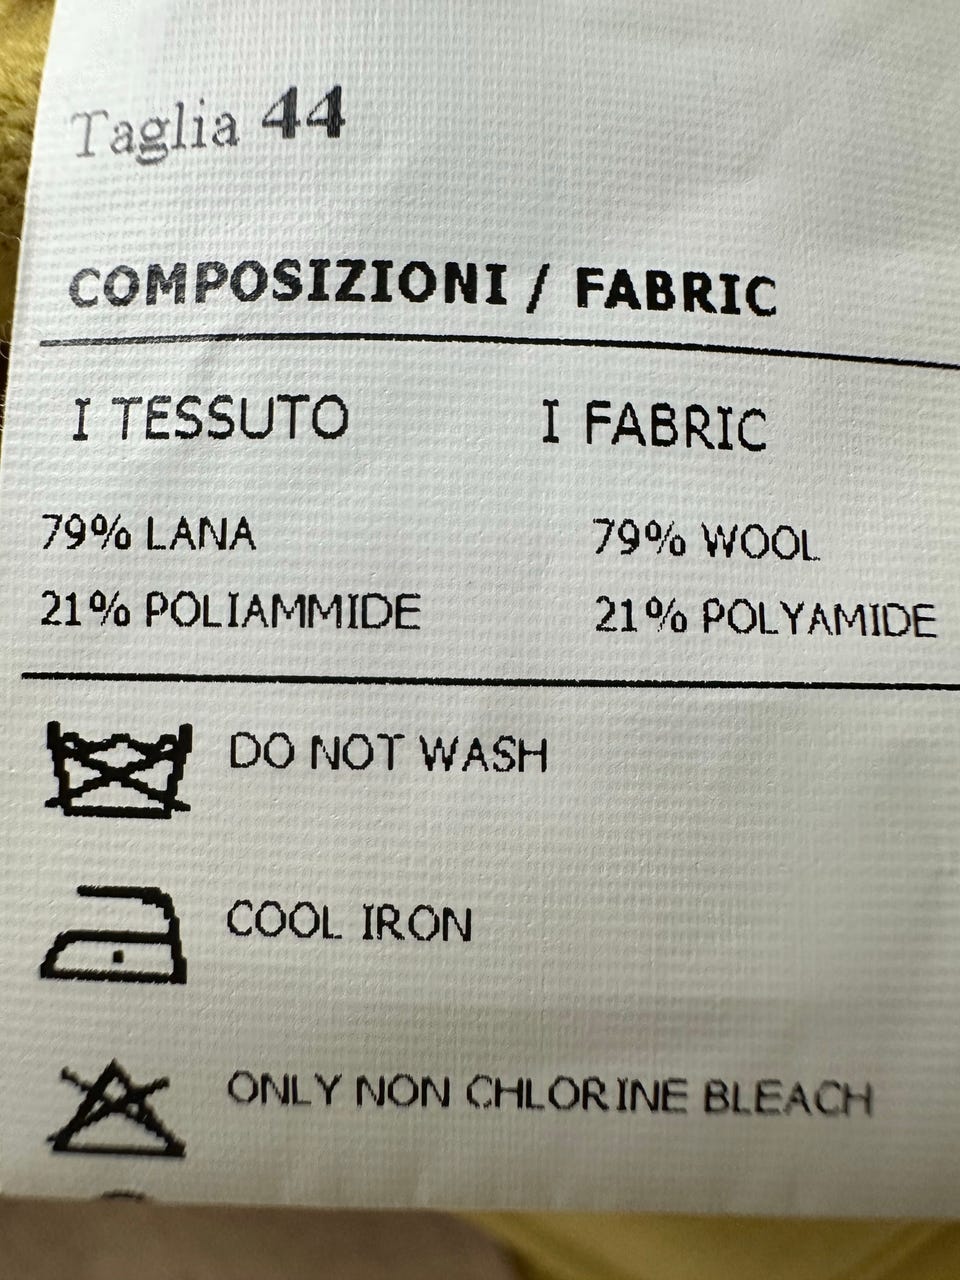 Taglia 44
COMPOSIZIONI / FABRIC
I TESSUTO I FABRIC
79% LANA 79% WOOL
21% POLIAMMIDE 21% POLYAMIDE
DO NOT WASH
COOL IRON
ONLY NON CHLORINE BLEACH